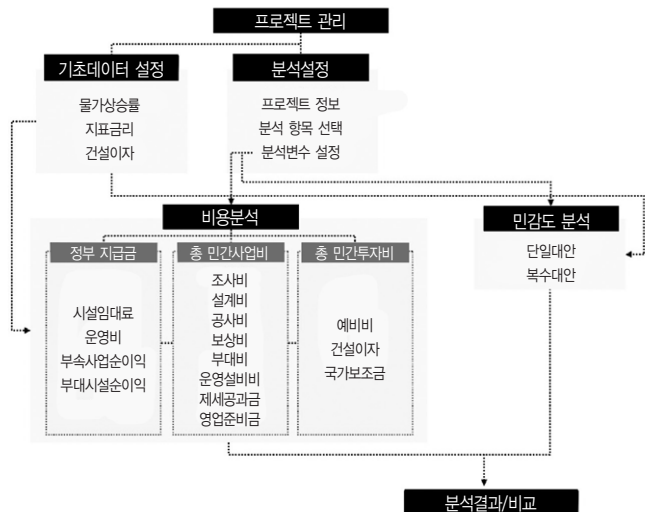 프로젝트 관리
기초데이터 설정
물가상승률
지표금리
건설이자
분석설정
프로젝트 정보
분석 항목 선택
분석변수 설정
비용분석
정부 지급금
시설임대료
운영비
부속사업순이익
부대시설순이익
총 민간사업비
조사비
설계비
공사비
보상비
부대비
운영설비비
제세공과금
영업준비금
총 민간투자비
예비비
건설이자
국가보조금
민감도 분석
단일대안
복수대안
분석결과/비교